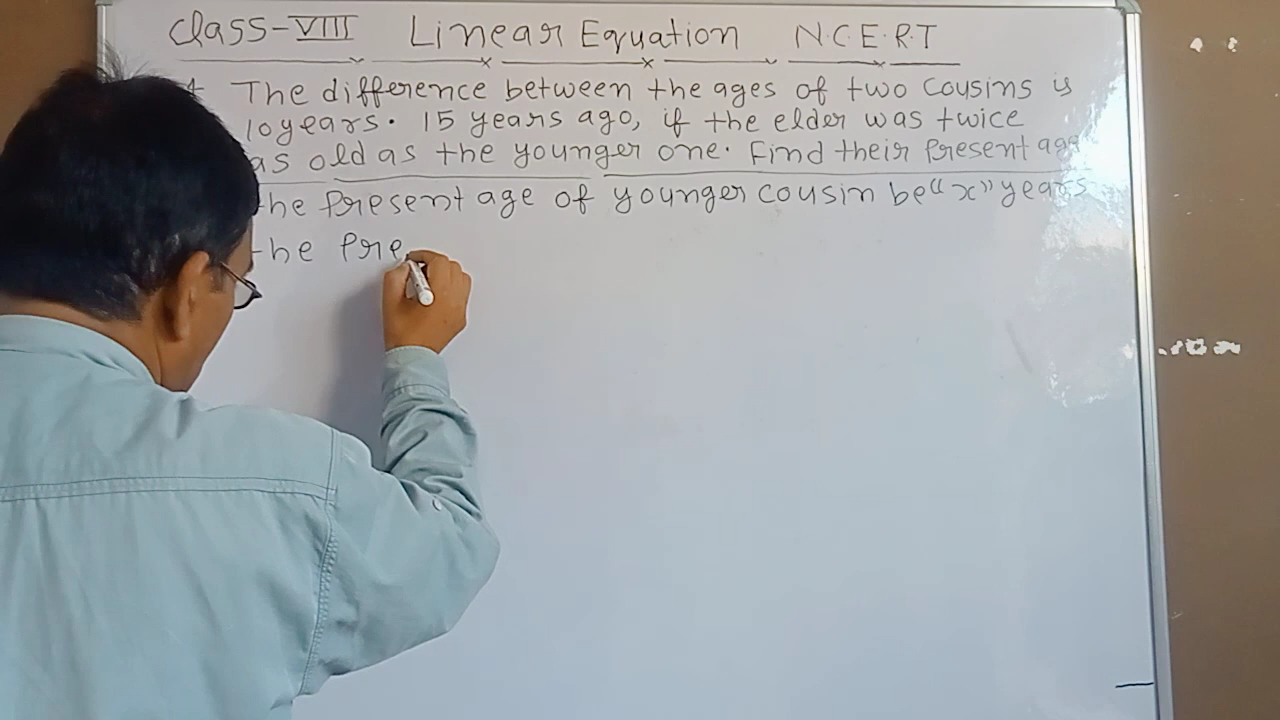 Class-VIII Linear Equation N.C.E.R.T
The difference between the ages of two cousins is
10 years. 15 years ago, if the elder was twice
as old as the younger one. Find their Present age
the Present age of younger cousin be "x" years
the Pre